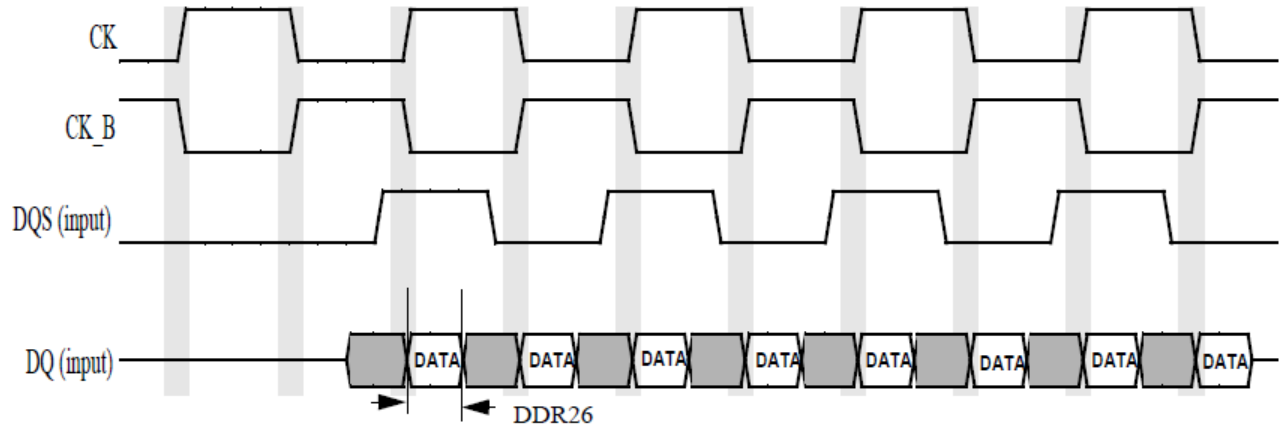 CK
CK_B
DQS (input)
DQ (input) DATA DATA DATA DATA DATA DATA DATA DATA
DDR26